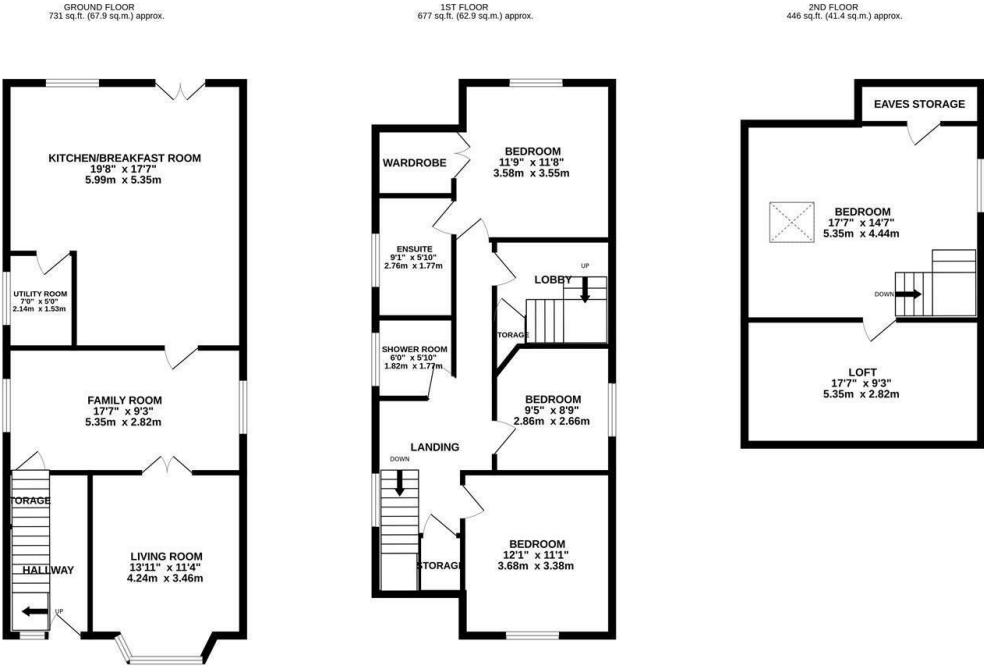 GROUND FLOOR
731 sq.ft. (67.9 sq.m.) approx.
KITCHEN/BREAKFAST ROOM
19'8" x 17'7"
5.99m x 5.35m
UTILITY ROOM
7'0" x 5'0"
2.14m x 1.53m
FAMILY ROOM
17'7" x 9'3"
5.35m x 2.82m
TORAGE
HALLWAY
UP
LIVING ROOM
13'11" x 11'4"
4.24m x 3.46m
1ST FLOOR
677 sq.ft. (62.9 sq.m.) approx.
BEDROOM
11'9" x 11'8"
3.58m x 3.55m
WARDROBE
ENSUITE
9'1" x 5'10"
2.76m x 1.77m
LOBBY
UP
TORAGE
SHOWER ROOM
6'0" x 5'10"
1.82m x 1.77m
BEDROOM
9'5" x 8'9"
2.86m x 2.66m
LANDING
DOWN
STORAGE
BEDROOM
12'1" x 11'1"
3.68m x 3.38m
2ND FLOOR
446 sq.ft. (41.4 sq.m.) approx.
EAVES STORAGE
BEDROOM
17'7" x 14'7"
5.35m x 4.44m
DOWN
LOFT
17'7" x 9'3"
5.35m x 2.82m